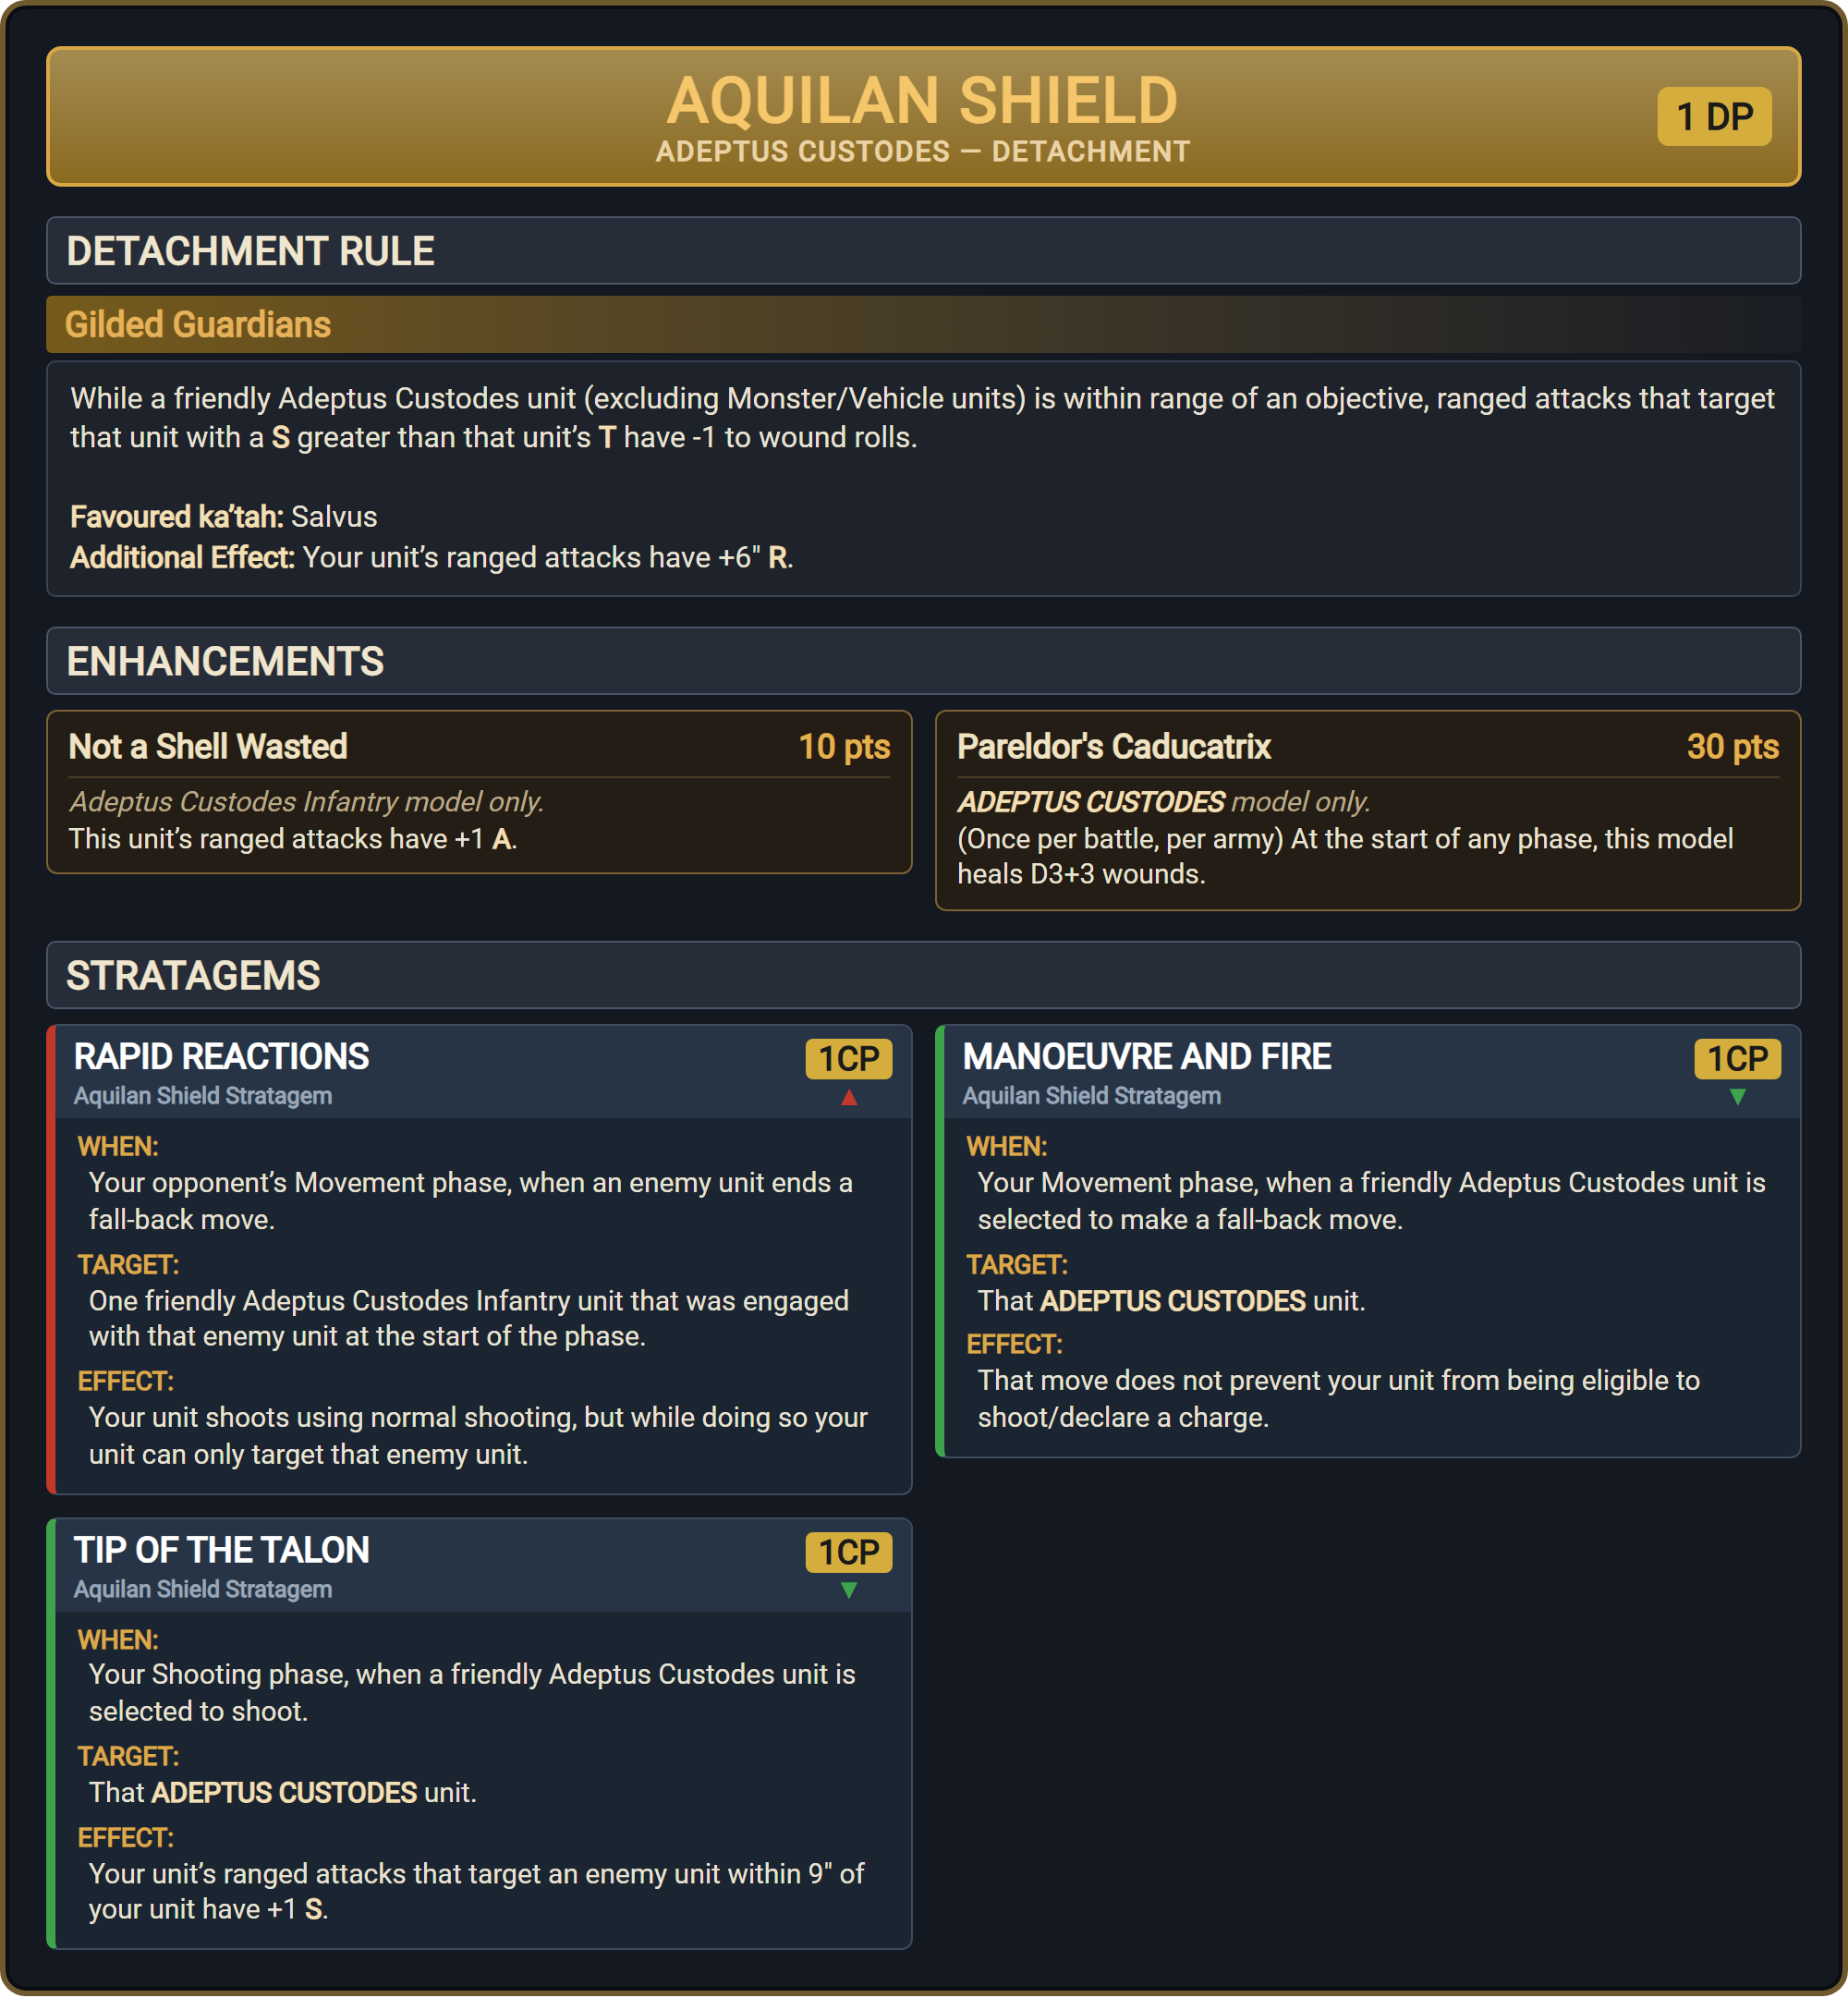 AQUILAN SHIELD
ADEPTUS CUSTODES — DETACHMENT
1 DP
DETACHMENT RULE
Gilded Guardians
While a friendly Adeptus Custodes unit (excluding Monster/Vehicle units) is within range of an objective, ranged attacks that target
that unit with a S greater than that unit’s T have -1 to wound rolls.
Favoured ka’tah: Salvus
Additional Effect: Your unit’s ranged attacks have +6" R.
ENHANCEMENTS
Not a Shell Wasted
10 pts
Adeptus Custodes Infantry model only.
This unit’s ranged attacks have +1 A.
Pareldor's Caducatrix
30 pts
ADEPTUS CUSTODES model only.
(Once per battle, per army) At the start of any phase, this model
heals D3+3 wounds.
STRATAGEMS
RAPID REACTIONS
1CP
Aquilan Shield Stratagem
▲
WHEN:
Your opponent’s Movement phase, when an enemy unit ends a
fall-back move.
TARGET:
One friendly Adeptus Custodes Infantry unit that was engaged
with that enemy unit at the start of the phase.
EFFECT:
Your unit shoots using normal shooting, but while doing so your
unit can only target that enemy unit.
MANOEUVRE AND FIRE
1CP
Aquilan Shield Stratagem
▼
WHEN:
Your Movement phase, when a friendly Adeptus Custodes unit is
selected to make a fall-back move.
TARGET:
That ADEPTUS CUSTODES unit.
EFFECT:
That move does not prevent your unit from being eligible to
shoot/declare a charge.
TIP OF THE TALON
1CP
Aquilan Shield Stratagem
▼
WHEN:
Your Shooting phase, when a friendly Adeptus Custodes unit is
selected to shoot.
TARGET:
That ADEPTUS CUSTODES unit.
EFFECT:
Your unit’s ranged attacks that target an enemy unit within 9" of
your unit have +1 S.